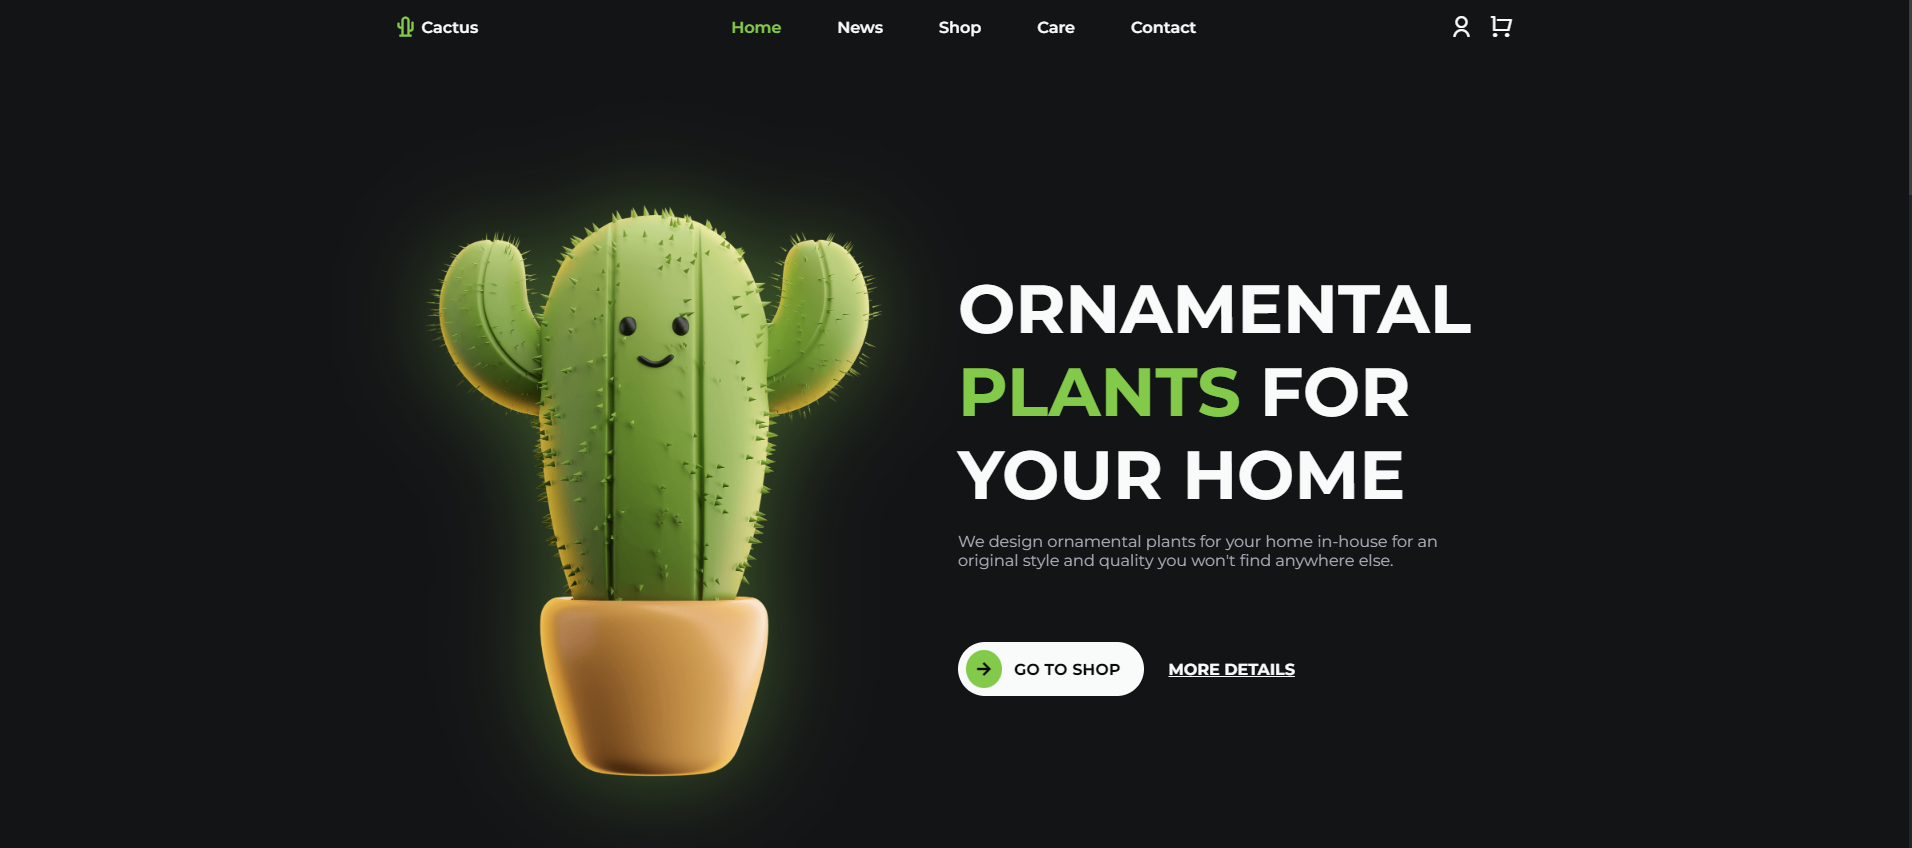 Cactus
Home
News
Shop
Care
Contact
ORNAMENTAL
PLANTS FOR
YOUR HOME
We design ornamental plants for your home in-house for an
original style and quality you won't find anywhere else.
GO TO SHOP
MORE DETAILS